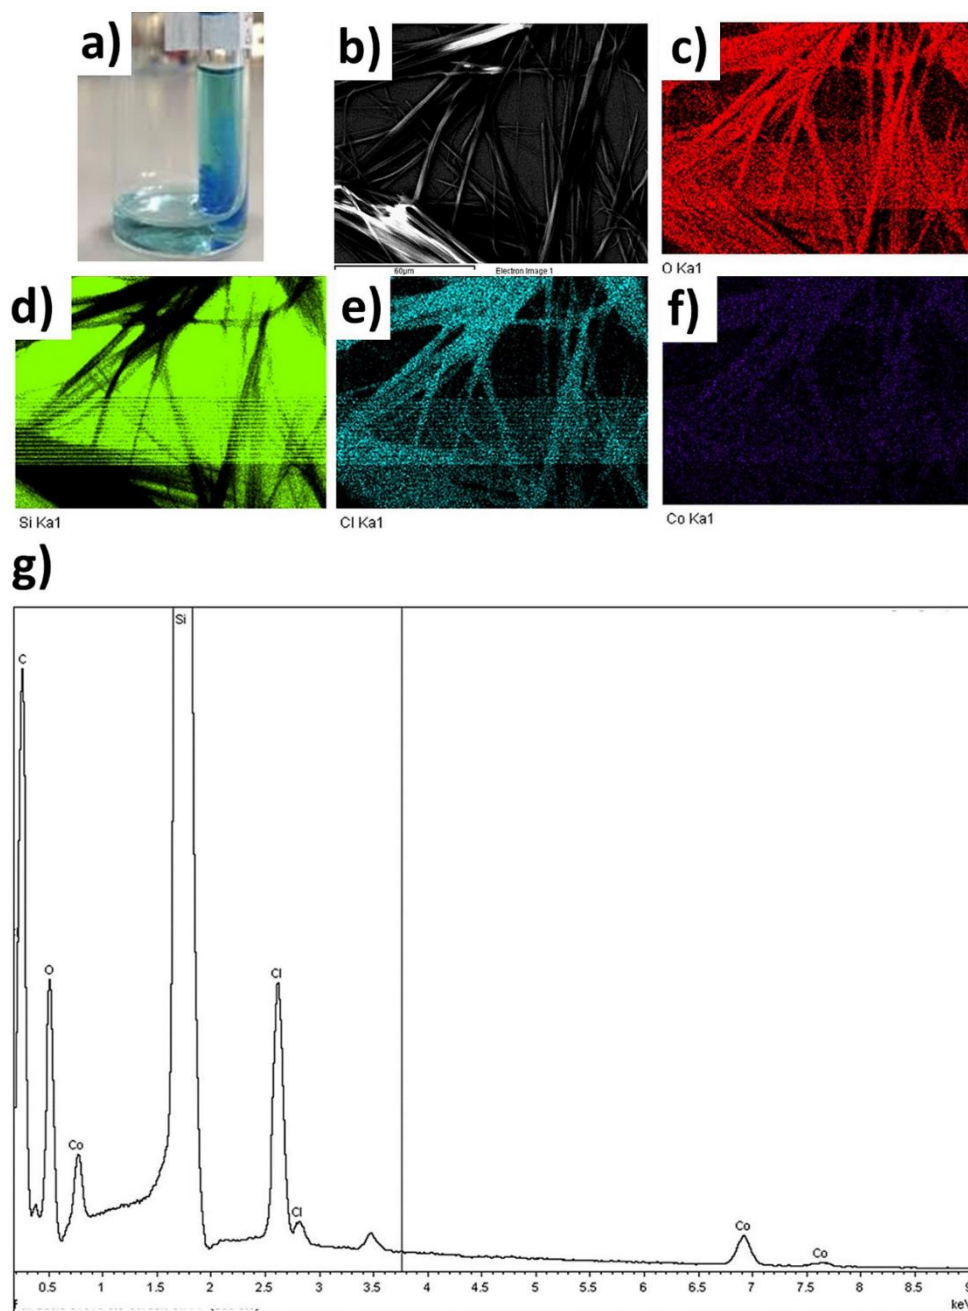 a)
b)
c)
60µm
Electron Image 1
O Ka1
d)
e)
f)
Si Ka1
Cl Ka1
Co Ka1
g)
Si
C
O
Cl
Co
Cl
Co
Co
0.5 1 1.5 2 2.5 3 3.5 4 4.5 5 5.5 6 6.5 7 7.5 8 8.5
keV